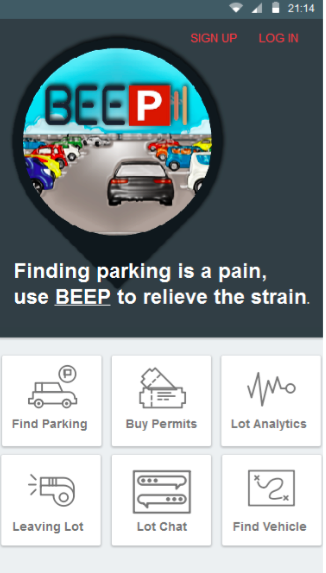 21:14
SIGN UP LOG IN
BEEP
Finding parking is a pain,
use BEEP to relieve the strain.
P
Find Parking Buy Permits Lot Analytics
Leaving Lot Lot Chat Find Vehicle